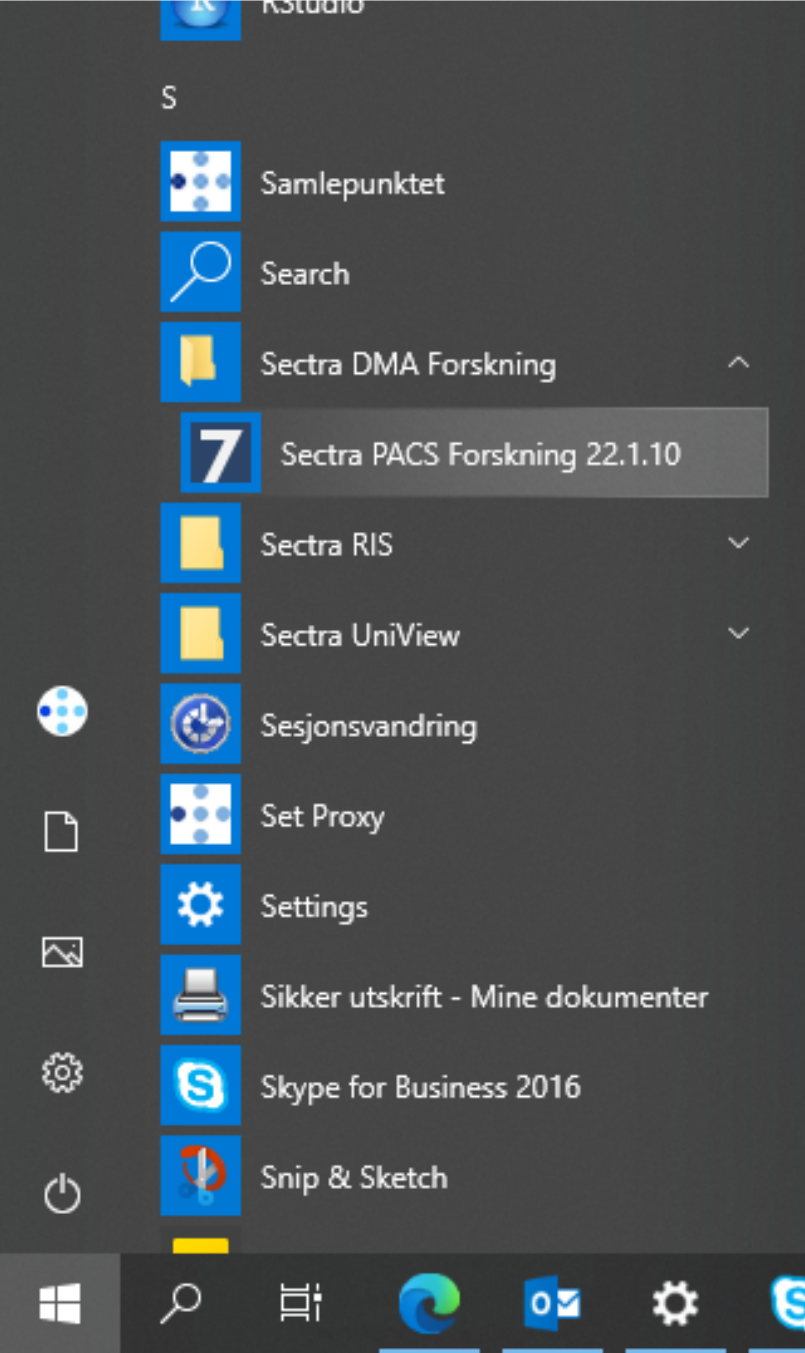 RStudio
S
Samlepunktet
Search
Sectra DMA Forskning
7 Sectra PACS Forskning 22.1.10
Sectra RIS
Sectra UniView
Sesjonsvandring
Set Proxy
Settings
Sikker utskrift - Mine dokumenter
S Skype for Business 2016
Snip & Sketch